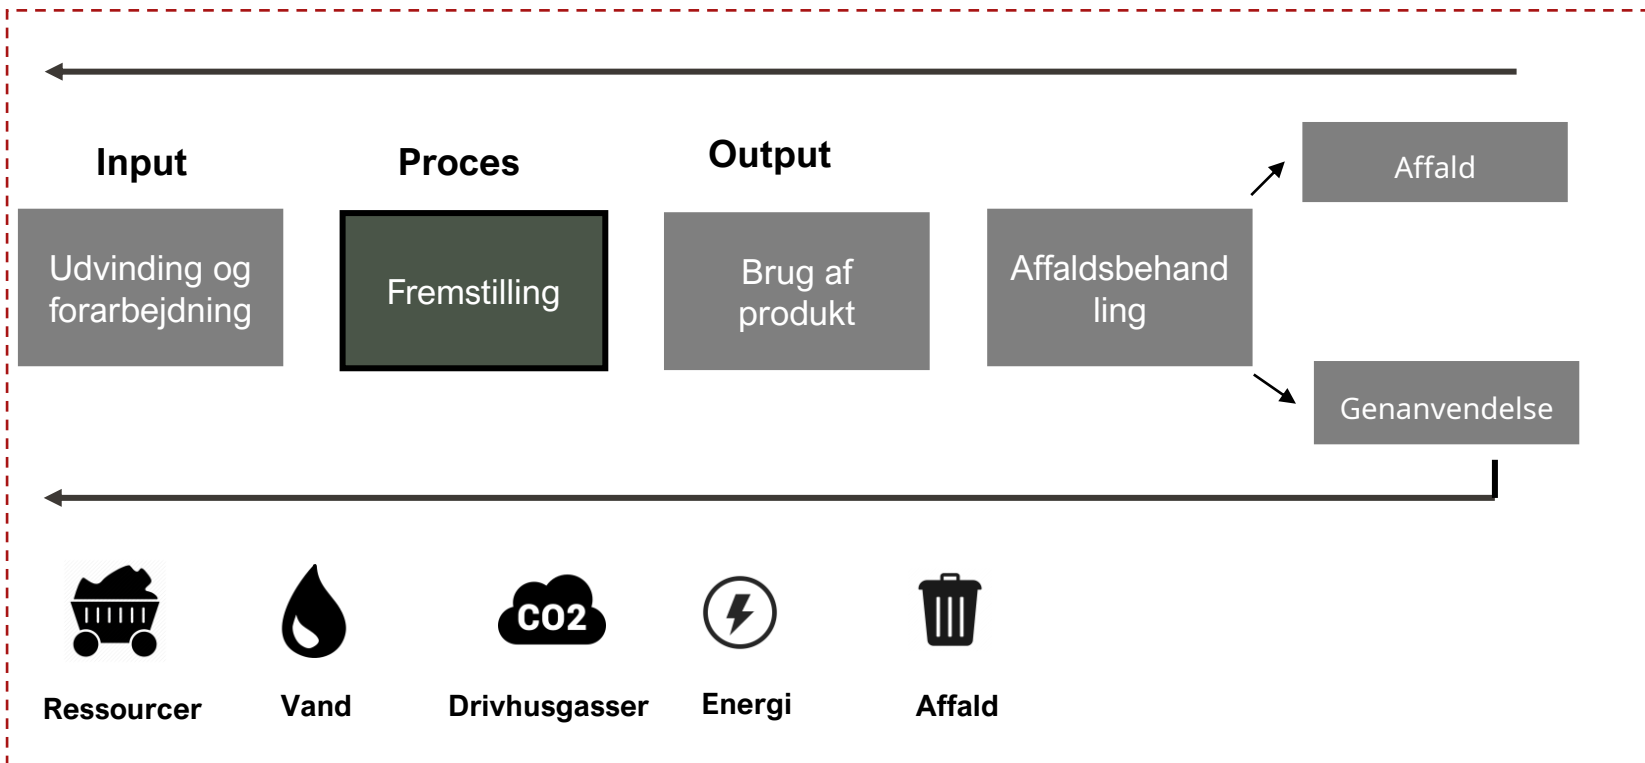 Input
Proces
Output
Affald
Udvinding og
forarbejdning
Fremstilling
Brug af
produkt
Affaldsbehand
ling
Genanvendelse
CO2
Ressourcer
Vand
Drivhusgasser
Energi
Affald